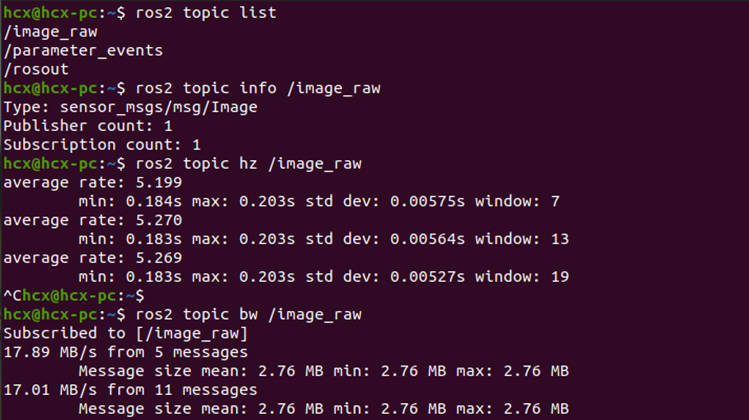 hcx@hcx-pc:~$ ros2 topic list
/image_raw
/parameter_events
/rosout
hcx@hcx-pc:~$ ros2 topic info /image_raw
Type: sensor_msgs/msg/Image
Publisher count: 1
Subscription count: 1
hcx@hcx-pc:~$ ros2 topic hz /image_raw
average rate: 5.199
        min: 0.184s max: 0.203s std dev: 0.00575s window: 7
average rate: 5.270
        min: 0.183s max: 0.203s std dev: 0.00564s window: 13
average rate: 5.269
        min: 0.183s max: 0.203s std dev: 0.00527s window: 19
^Chcx@hcx-pc:~$
hcx@hcx-pc:~$ ros2 topic bw /image_raw
Subscribed to [/image_raw]
17.89 MB/s from 5 messages
        Message size mean: 2.76 MB min: 2.76 MB max: 2.76 MB
17.01 MB/s from 11 messages
        Message size mean: 2.76 MB min: 2.76 MB max: 2.76 MB